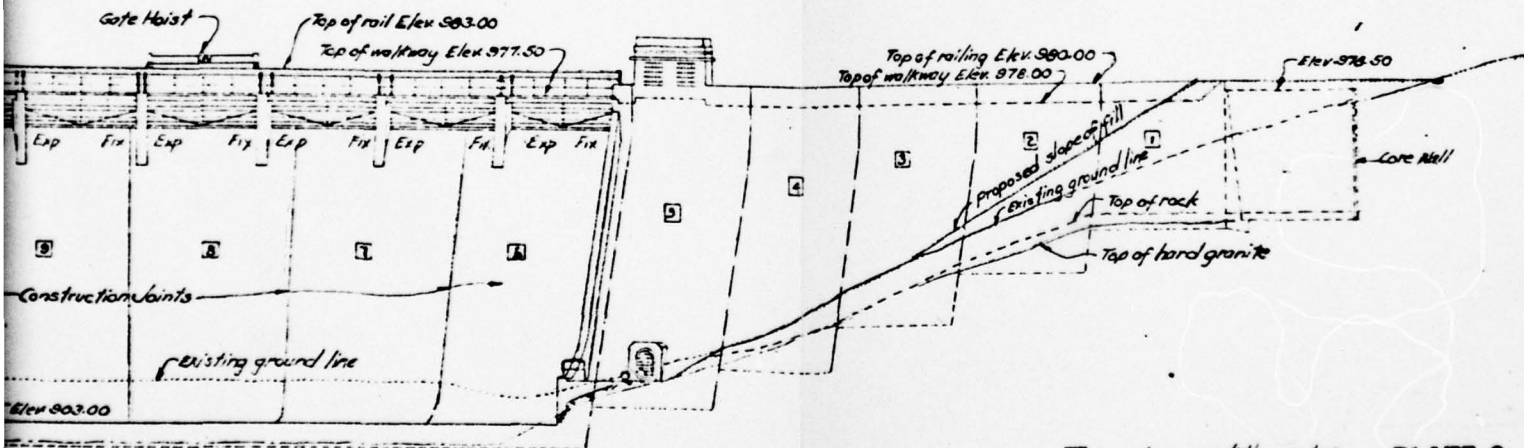 Gate Hoist
Top of rail Elev. 983.00
Top of walkway Elev. 977.50
Top of railing Elev. 980.00
Top of walkway Elev. 978.00
Elev. 978.50
Exp Fix Exp Fix Exp Fix Exp Fix Exp Fix
9
8
7
6
5
4
3
2
1
Proposed slope of fill
Existing ground line
Core Wall
Top of rock
Top of hard granite
Construction Joints
Existing ground line
Elev. 903.00
PLATE